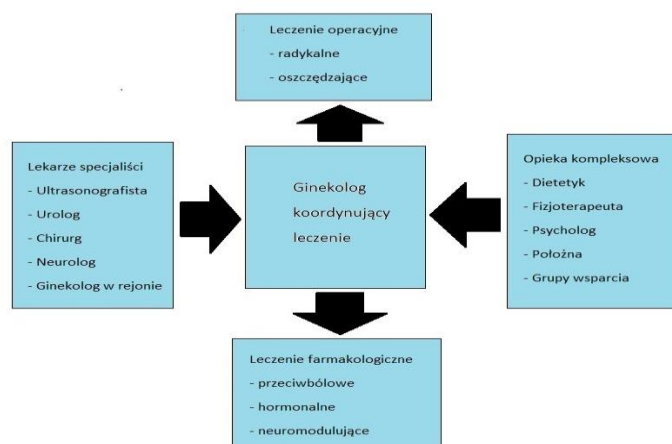 Leczenie operacyjne
- radykalne
- oszczędzające
Lekarze specjaliści
- Ultrasonografista
- Urolog
- Chirurg
- Neurolog
- Ginekolog w rejonie
Ginekolog
koordynujący
leczenie
Opieka kompleksowa
- Dietetyk
- Fizjoterapeuta
- Psycholog
- Położna
- Grupy wsparcia
Leczenie farmakologiczne
- przeciwbólowe
- hormonalne
- neuromodulujące